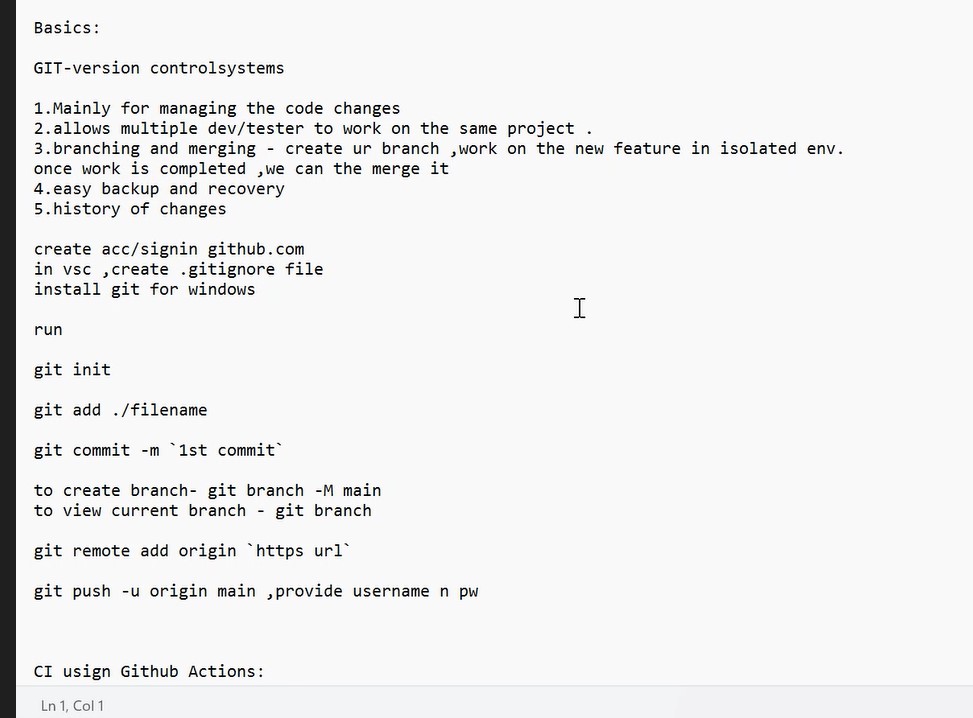 Basics:
GIT-version controlsystems
1.Mainly for managing the code changes
2.allows multiple dev/tester to work on the same project .
3.branching and merging - create ur branch ,work on the new feature in isolated env.
once work is completed ,we can the merge it
4.easy backup and recovery
5.history of changes
create acc/signin github.com
in vsc ,create .gitignore file
install git for windows
run
git init
git add ./filename
git commit -m `1st commit`
to create branch- git branch -M main
to view current branch - git branch
git remote add origin `https url`
git push -u origin main ,provide username n pw
CI usign Github Actions:
Ln 1, Col 1